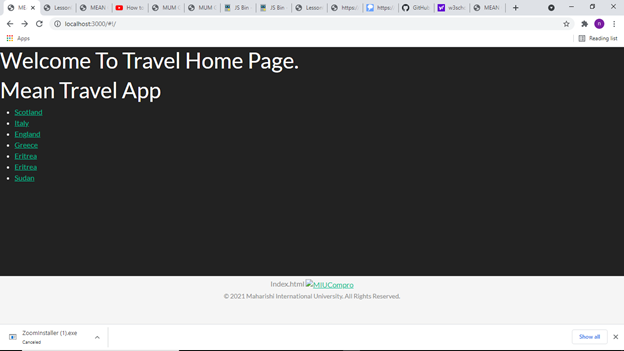 ME
Lesson
MEAN
How to
MUM
MUM
JS Bin
JS Bin
Lesson
https:/
https:/
GitHub
w3sch
MEAN
localhost:3000/#!/
n
Apps
Reading list
Welcome To Travel Home Page.
Mean Travel App
Scotland
Italy
England
Greece
Eritrea
Eritrea
Sudan
Index.html MIUCompro
© 2021 Maharishi International University. All Rights Reserved.
ZoomInstaller (1).exe
Canceled
Show all